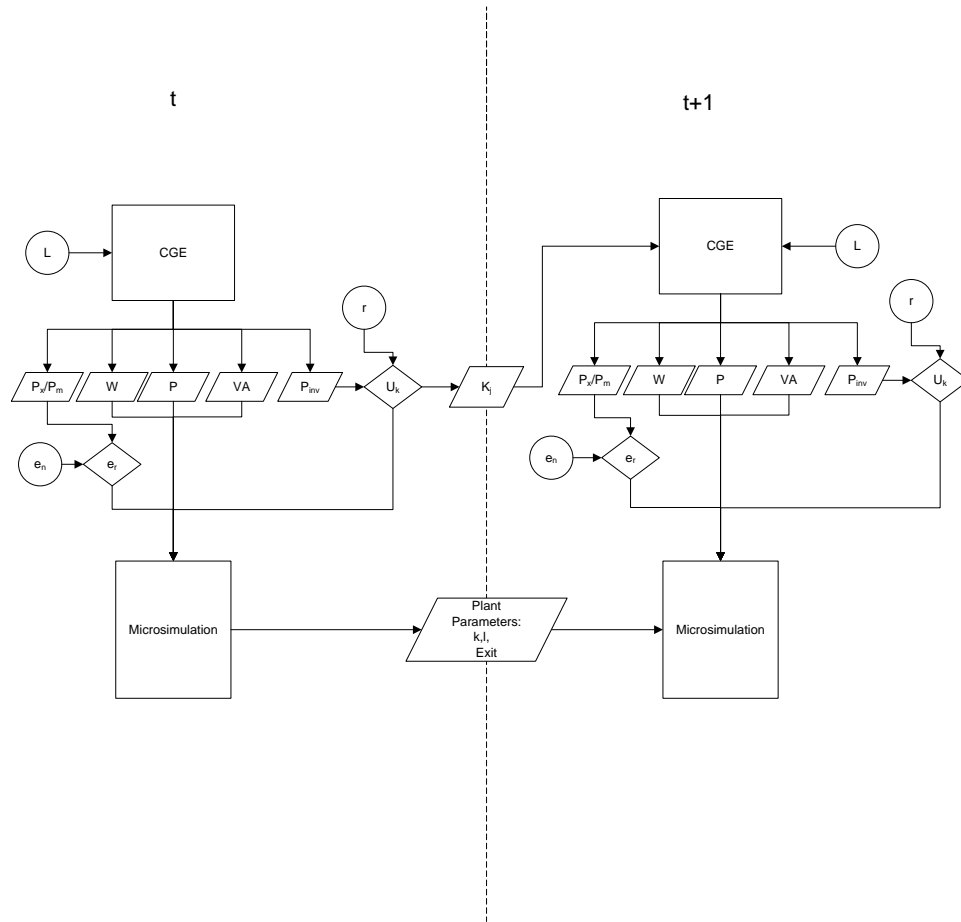 t
t+1
L
CGE
CGE
L
r
r
Px/Pm
W
P
VA
Pinv
Uk
Kj
Px/Pm
W
P
VA
Pinv
Uk
en
er
en
er
Microsimulation
Plant
Parameters:
k,l,
Exit
Microsimulation